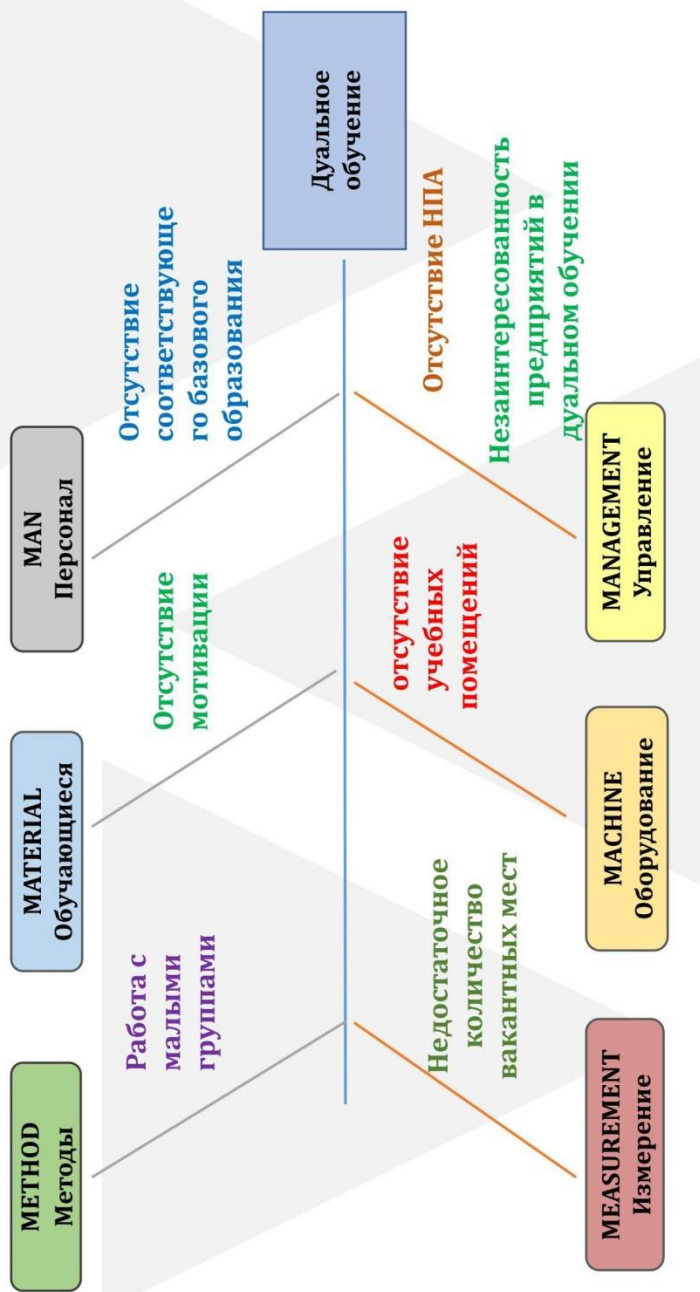 METHOD
Методы
MATERIAL
Обучающиеся
MAN
Персонал
Работа с
малыми
группами
Отсутствие
мотивации
Отсутствие
соответствующе
го базового
образования
Дуальное
обучение
Недостаточное
количество
вакантных мест
отсутствие
учебных
помещений
Отсутствие НПА
Незаинтересованность
предприятий в
дуальном обучении
MEASUREMENT
Измерение
MACHINE
Оборудование
MANAGEMENT
Управление